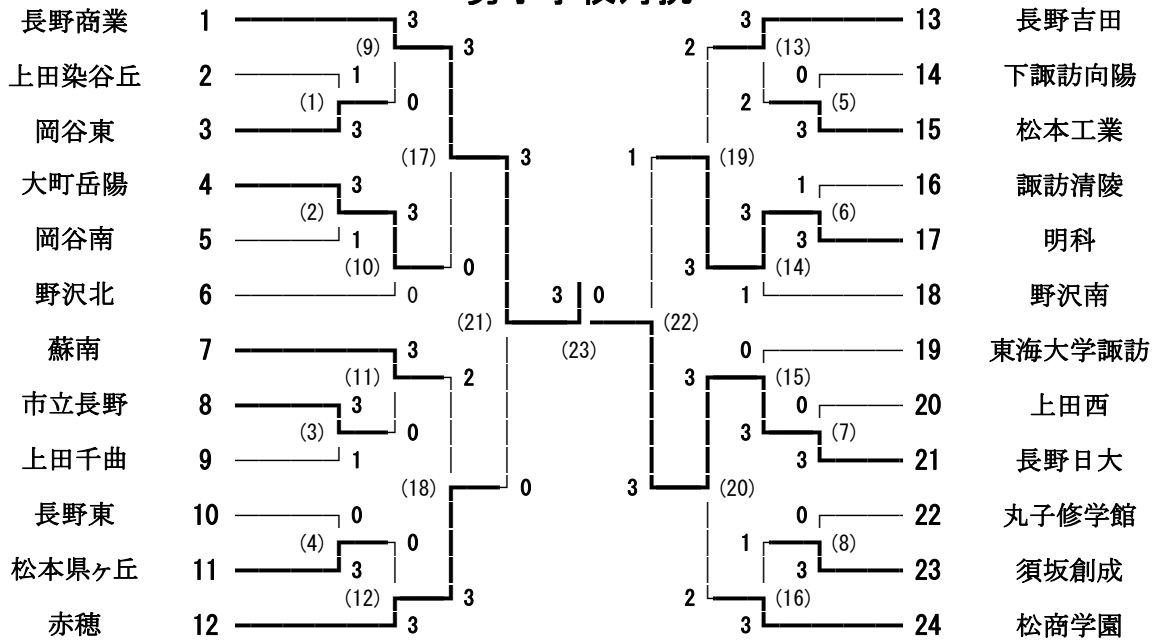 長野商業 1 3 3 13 長野吉田
(9) 3 2 (13)
上田染谷丘 2 1 0 14 下諏訪向陽
(1) 0 2 (5)
岡谷東 3 3 3 15 松本工業
(17) 3 1 (19)
大町岳陽 4 3 1 16 諏訪清陵
(2) 3 3 (6)
岡谷南 5 1 3 17 明科
(10) 0 3 (14)
野沢北 6 0 3 0 1 18 野沢南
(21) (22)
蘇南 7 3 (23) 0 19 東海大学諏訪
(11) 2 3 (15)
市立長野 8 3 0 20 上田西
(3) 0 3 (7)
上田千曲 9 1 3 21 長野日大
(18) 0 3 (20)
長野東 10 0 0 22 丸子修学館
(4) 0 1 (8)
松本県ヶ丘 11 3 3 23 須坂創成
(12) 3 2 (16)
赤穂 12 3 3 24 松商学園